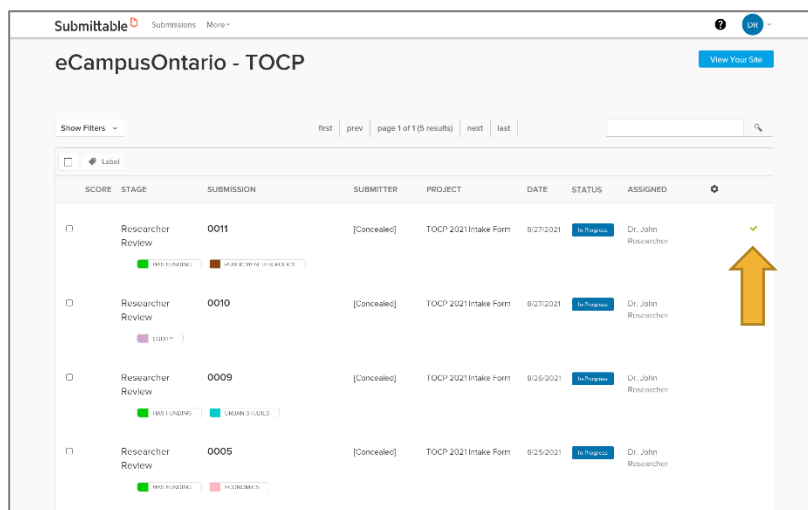 Submittable Submissions More ? DR
eCampusOntario - TOCP View Your Site
Show Filters first prev page 1 of 1 (5 results) next last
Label
SCORE STAGE SUBMISSION SUBMITTER PROJECT DATE STATUS ASSIGNED
Researcher Review 0011 [Concealed] TOCP 2021 Intake Form 8/27/2021 In Progress Dr. John Researcher
HAS FUNDING PUBLIC HEALTH & POLICY
Researcher Review 0010 [Concealed] TOCP 2021 Intake Form 8/27/2021 In Progress Dr. John Researcher
EQUITY
Researcher Review 0009 [Concealed] TOCP 2021 Intake Form 8/26/2021 In Progress Dr. John Researcher
HAS FUNDING URBAN STUDIES
Researcher Review 0005 [Concealed] TOCP 2021 Intake Form 8/25/2021 In Progress Dr. John Researcher
HAS FUNDING ECONOMICS